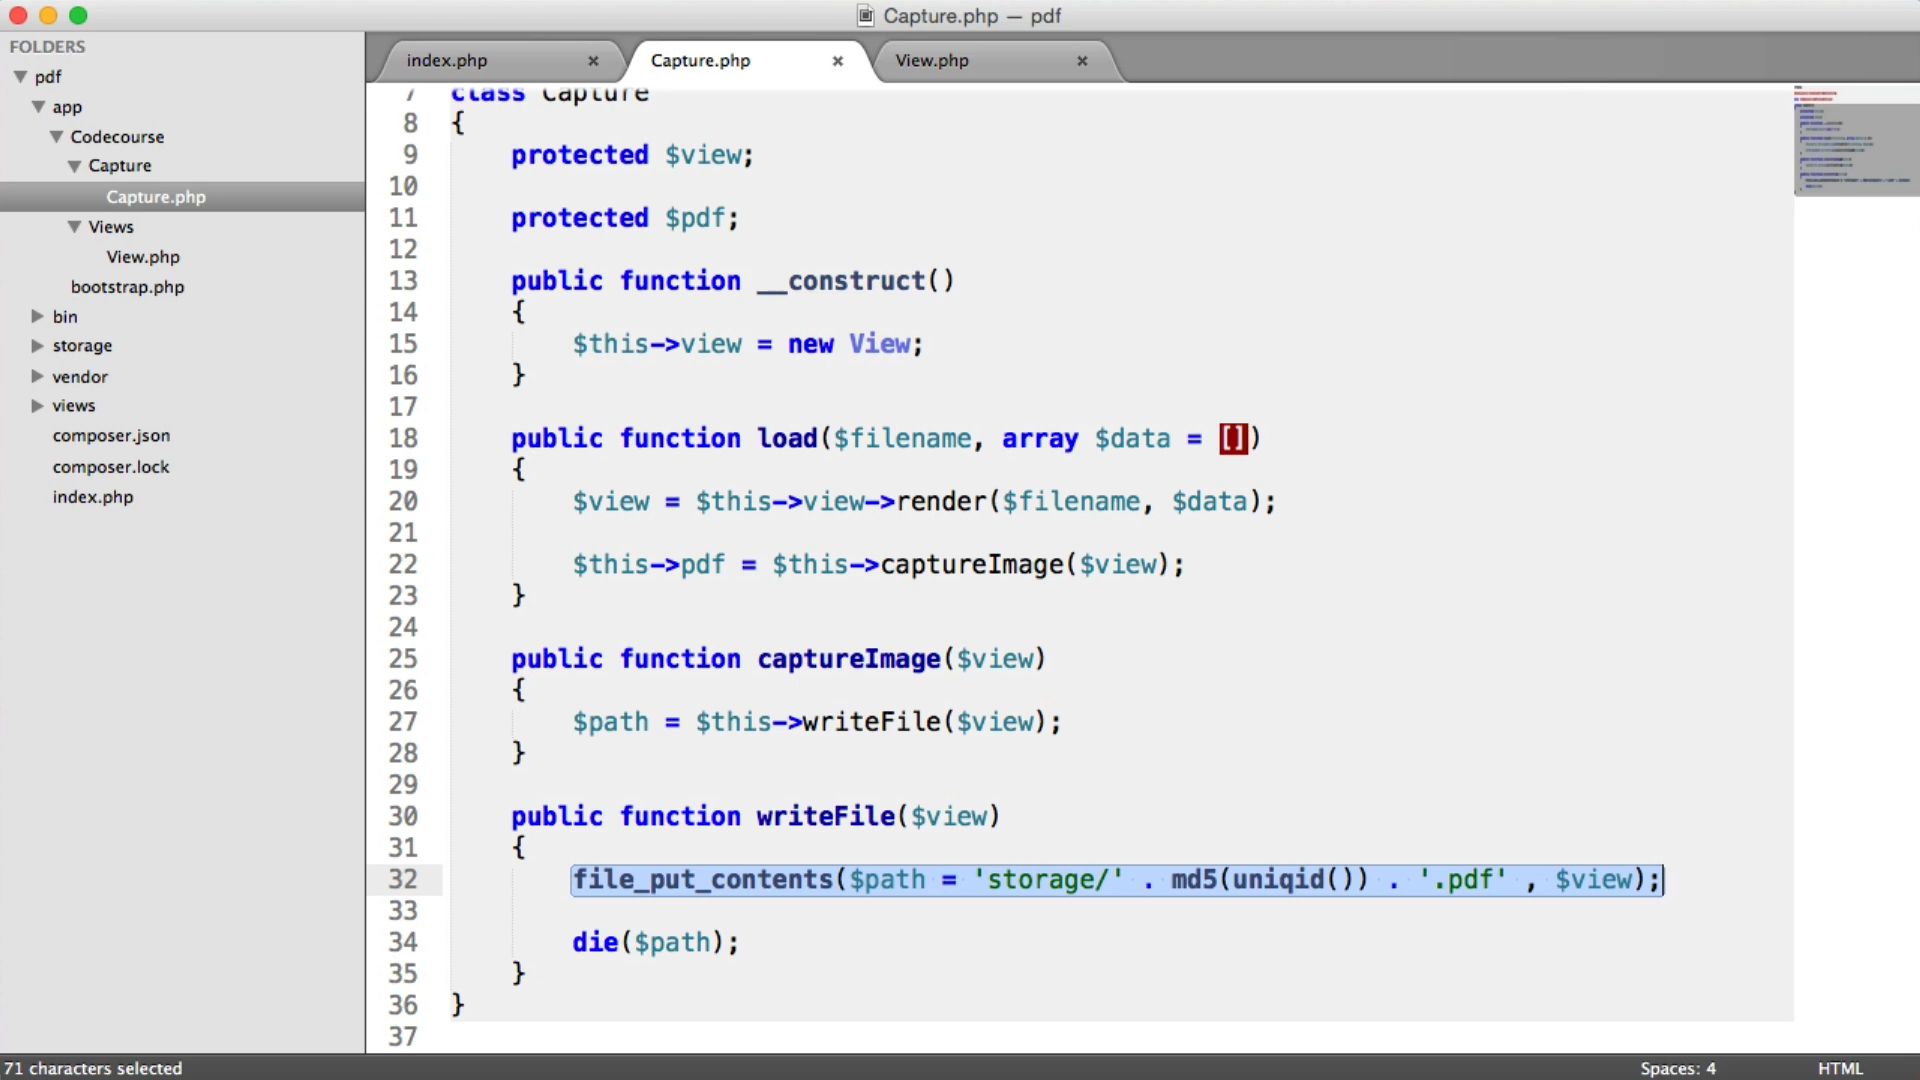 Capture.php — pdf
FOLDERS
pdf
app
Codecourse
Capture
Capture.php
Views
View.php
bootstrap.php
bin
storage
vendor
views
composer.json
composer.lock
index.php
index.php × Capture.php × View.php ×
7 class Capture
8 {
9 protected $view;
10
11 protected $pdf;
12
13 public function __construct()
14 {
15 $this->view = new View;
16 }
17
18 public function load($filename, array $data = [])
19 {
20 $view = $this->view->render($filename, $data);
21
22 $this->pdf = $this->captureImage($view);
23 }
24
25 public function captureImage($view)
26 {
27 $path = $this->writeFile($view);
28 }
29
30 public function writeFile($view)
31 {
32 file_put_contents($path = 'storage/' . md5(uniqid()) . '.pdf' , $view);
33
34 die($path);
35 }
36 }
37
71 characters selected
Spaces: 4 HTML